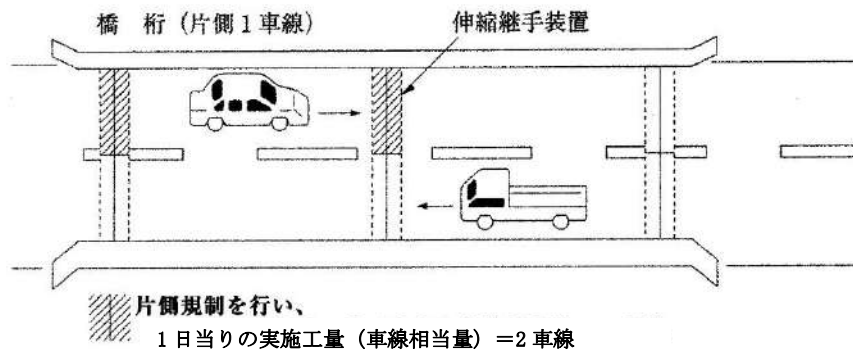 橋 桁 (片側1車線)
伸縮継手装置
片側規制を行い、
1日当りの実施工量 (車線相当量) =2車線